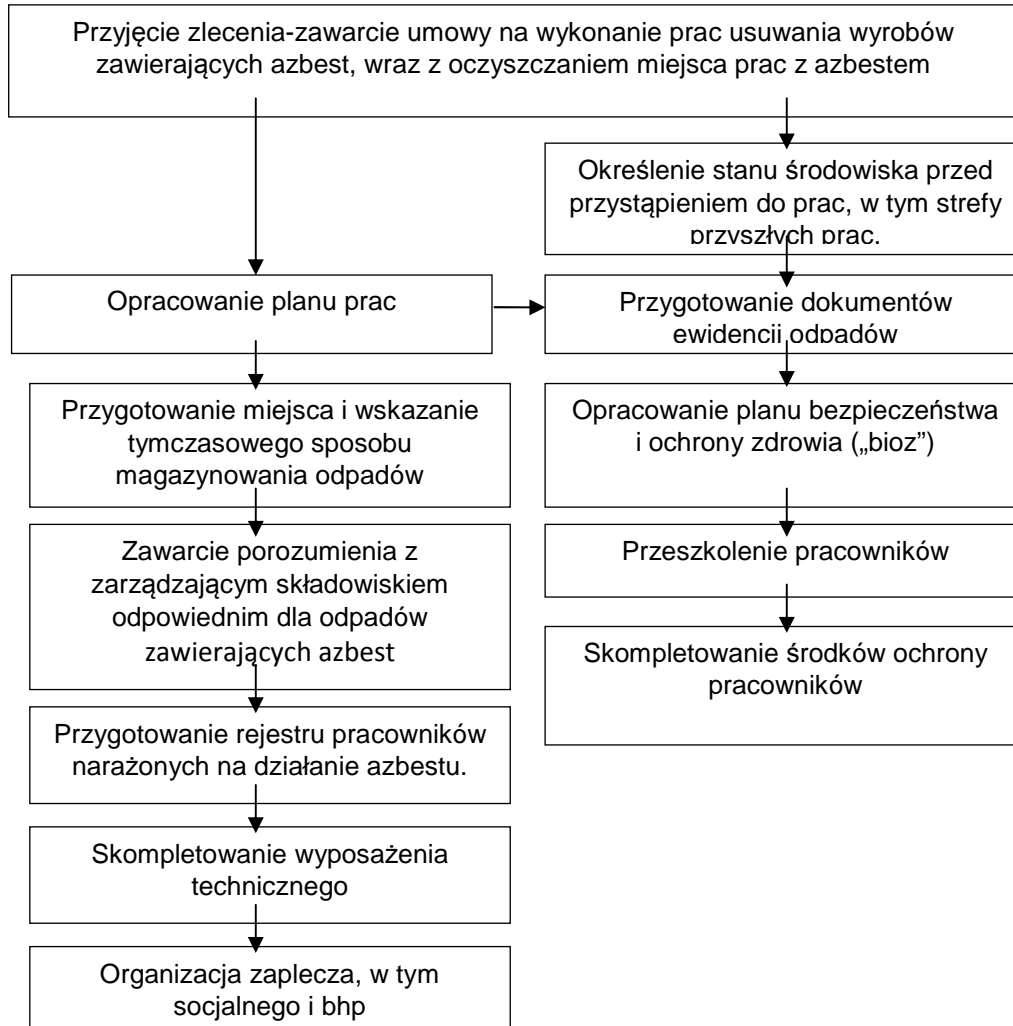 Przyjęcie zlecenia-zawarcie umowy na wykonanie prac usuwania wyrobów
zawierających azbest, wraz z oczyszczaniem miejsca prac z azbestem
Określenie stanu środowiska przed
przystąpieniem do prac, w tym strefy
przyszłych prac.
Opracowanie planu prac
Przygotowanie dokumentów
ewidencji odpadów
Przygotowanie miejsca i wskazanie
tymczasowego sposobu
magazynowania odpadów
Opracowanie planu bezpieczeństwa
i ochrony zdrowia („bioz”)
Zawarcie porozumienia z
zarządzającym składowiskiem
odpowiednim dla odpadów
zawierających azbest
Przeszkolenie pracowników
Skompletowanie środków ochrony
pracowników
Przygotowanie rejestru pracowników
narażonych na działanie azbestu.
Skompletowanie wyposażenia
technicznego
Organizacja zaplecza, w tym
socjalnego i bhp